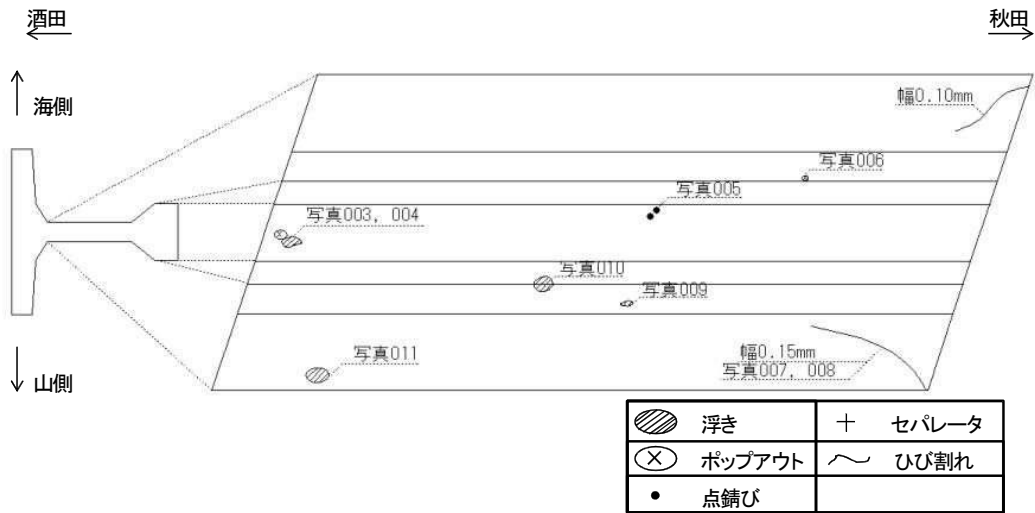 酒田
秋田
海側
幅0.10mm
写真006
写真005
写真003, 004
写真010
写真009
写真011
幅0.15mm
写真007, 008
山側
浮き
セパレータ
ポップアウト
ひび割れ
点錆び